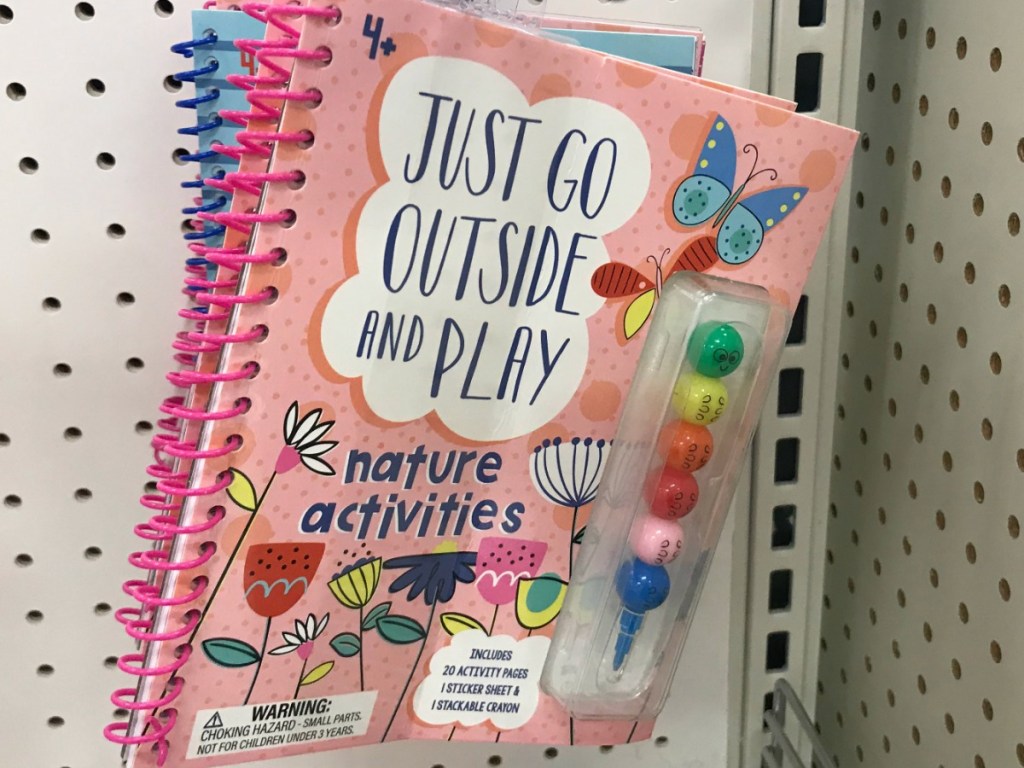 4+
JUST GO
OUTSIDE
AND PLAY
nature
activities
INCLUDES
20 ACTIVITY PAGES
1 STICKER SHEET &
1 STACKABLE CRAYON
WARNING:
CHOKING HAZARD - SMALL PARTS.
NOT FOR CHILDREN UNDER 3 YEARS.